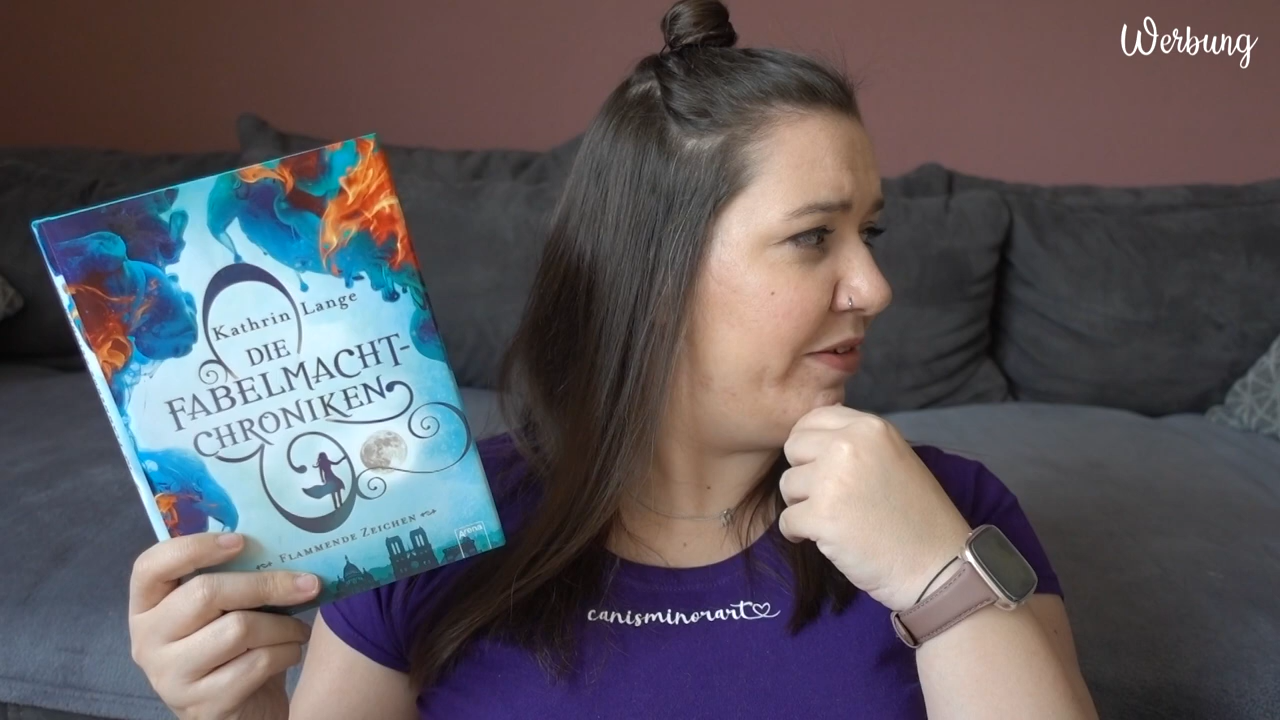 Werbung
Kathrin Lange
DIE
FABELMACHT-
CHRONIKEN
FLAMMENDE ZEICHEN
Arena
canisminorart